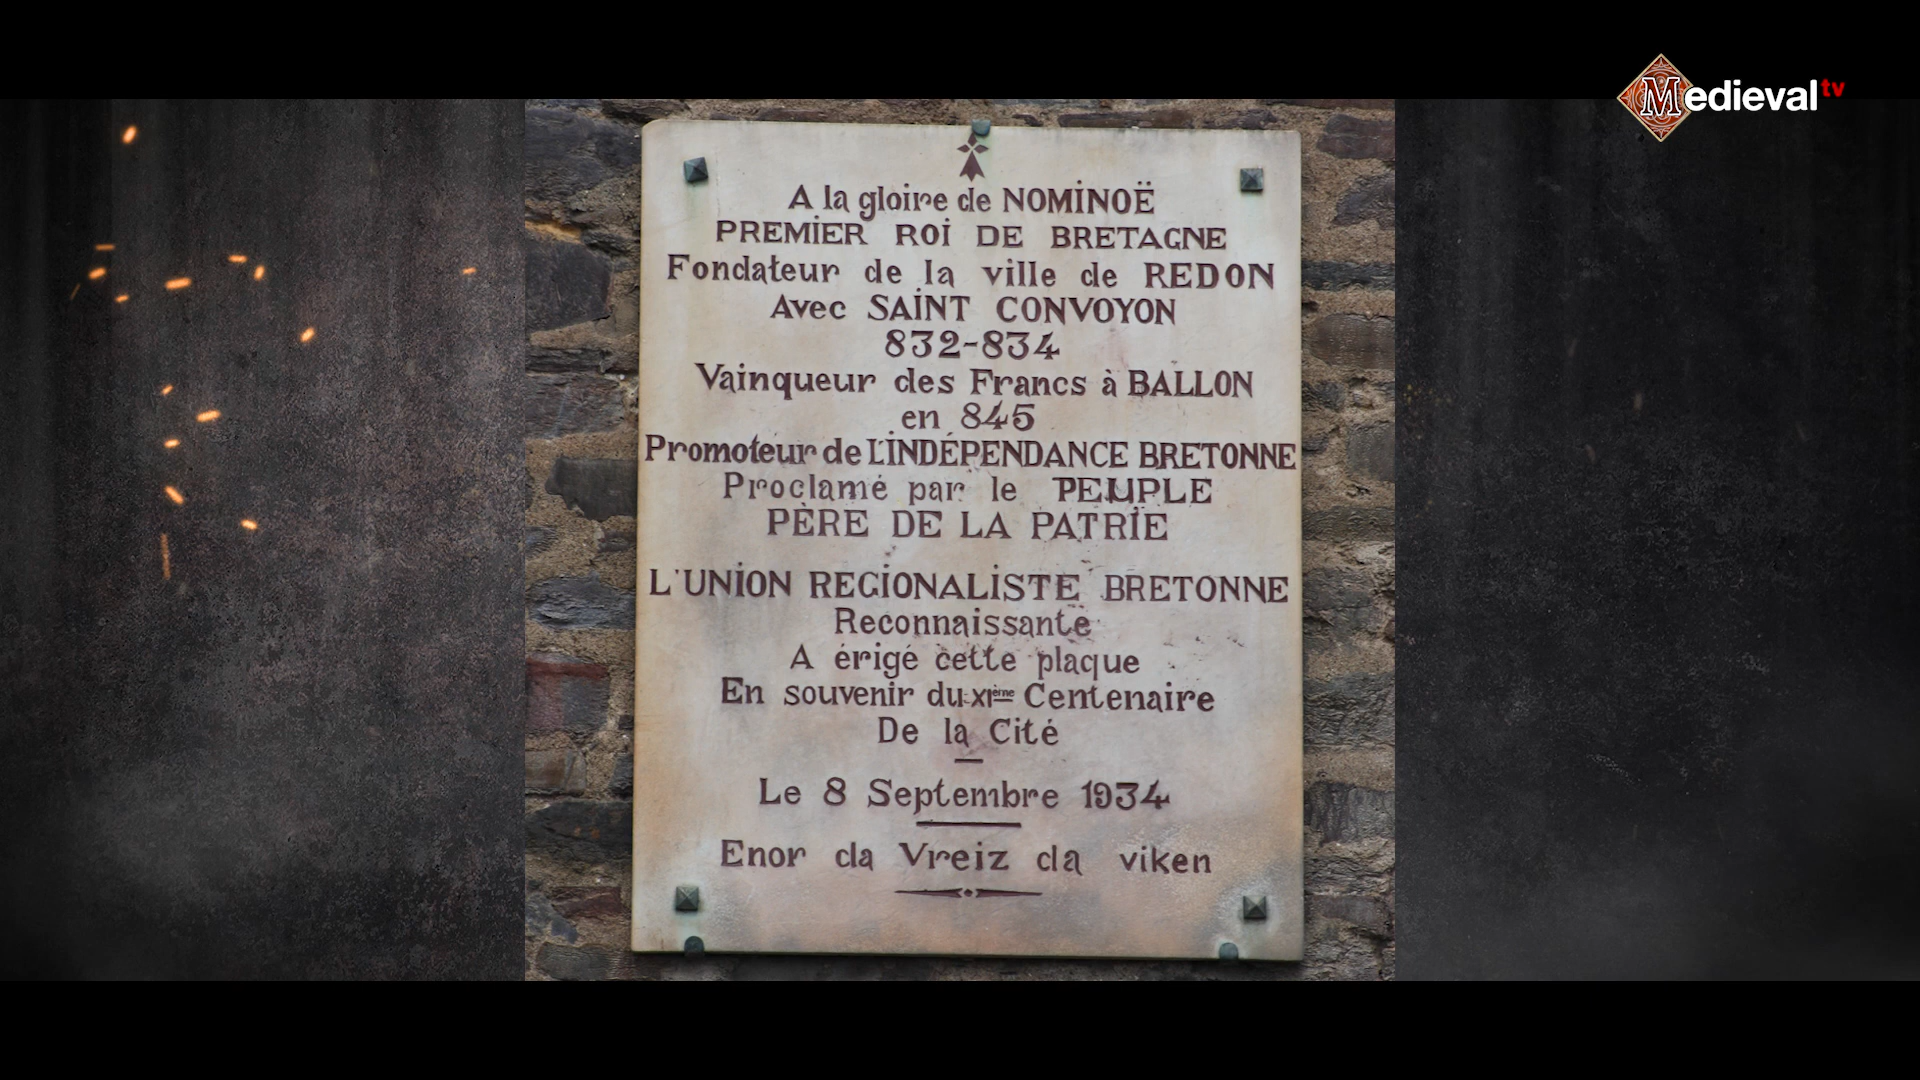 Medieval tv
A la gloire de NOMINOË
PREMIER ROI DE BRETAGNE
Fondateur de la ville de REDON
Avec SAINT CONVOYON
832-834
Vainqueur des Francs à BALLON
en 845
Promoteur de L'INDÉPENDANCE BRETONNE
Proclamé par le PEUPLE
PÈRE DE LA PATRIE
L'UNION REGIONALISTE BRETONNE
Reconnaissante
A érigé cette plaque
En souvenir du XIème Centenaire
De la Cité
Le 8 Septembre 1934
Enor da Vreiz da viken